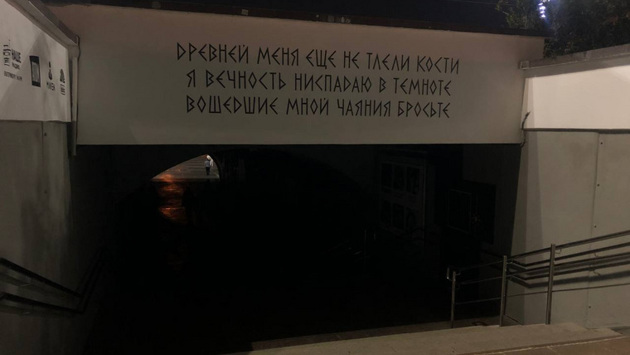 ДРЕВНЕЙ МЕНЯ ЕЩЕ НЕ ТЛЕЛИ КОСТИ
Я ВЕЧНОСТЬ НИСПАДАЮ В ТЕМНОТЕ
ВОШЕДШИЕ МНОЙ ЧАЯНИЯ БРОСЬТЕ